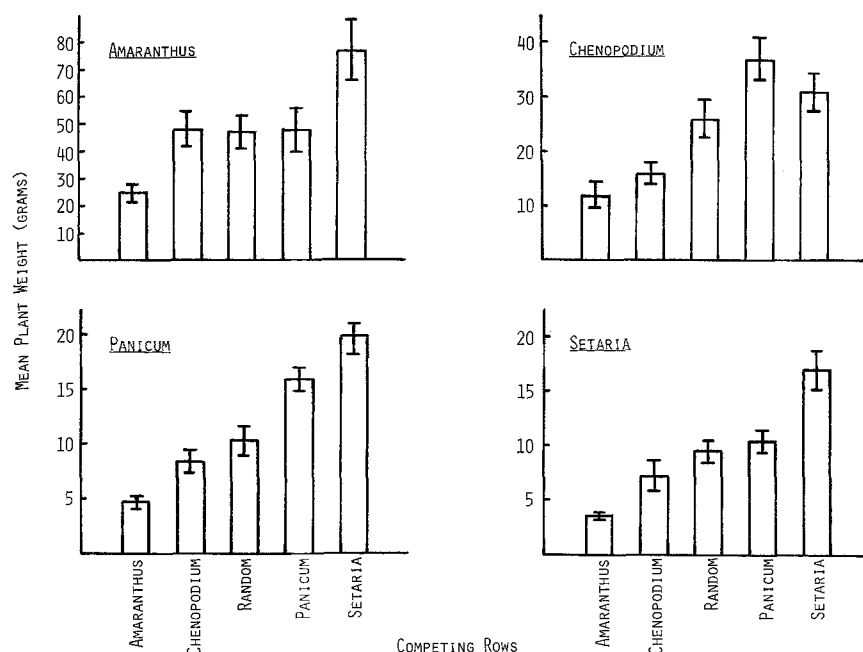 AMARANTHUS
80
70
60
50
40
30
20
10
CHENOPODIUM
40
30
20
10
MEAN PLANT WEIGHT (GRAMS)
PANICUM
20
15
10
5
SETARIA
20
15
10
5
AMARANTHUS
CHENOPODIUM
RANDOM
PANICUM
SETARIA
AMARANTHUS
CHENOPODIUM
RANDOM
PANICUM
SETARIA
COMPETING ROWS